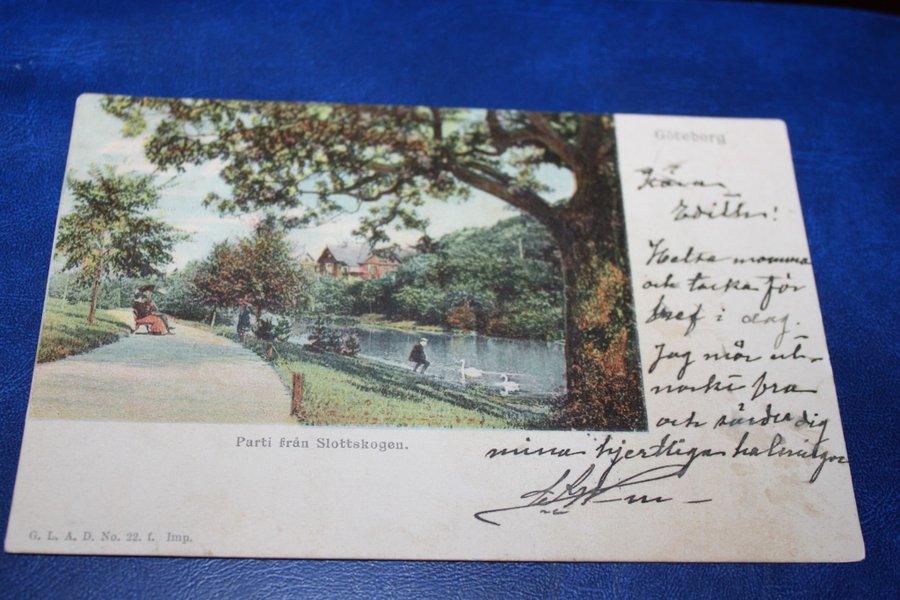 Göteborg
Kära
Edith!
Helsa mamma
och tacka för
bref i dag.
Jag mår ut-
märkt bra
och sänder dig
mina hjertliga helsningar
Parti från Slottskogen.
G. L. A. D. No. 22. f. Imp.